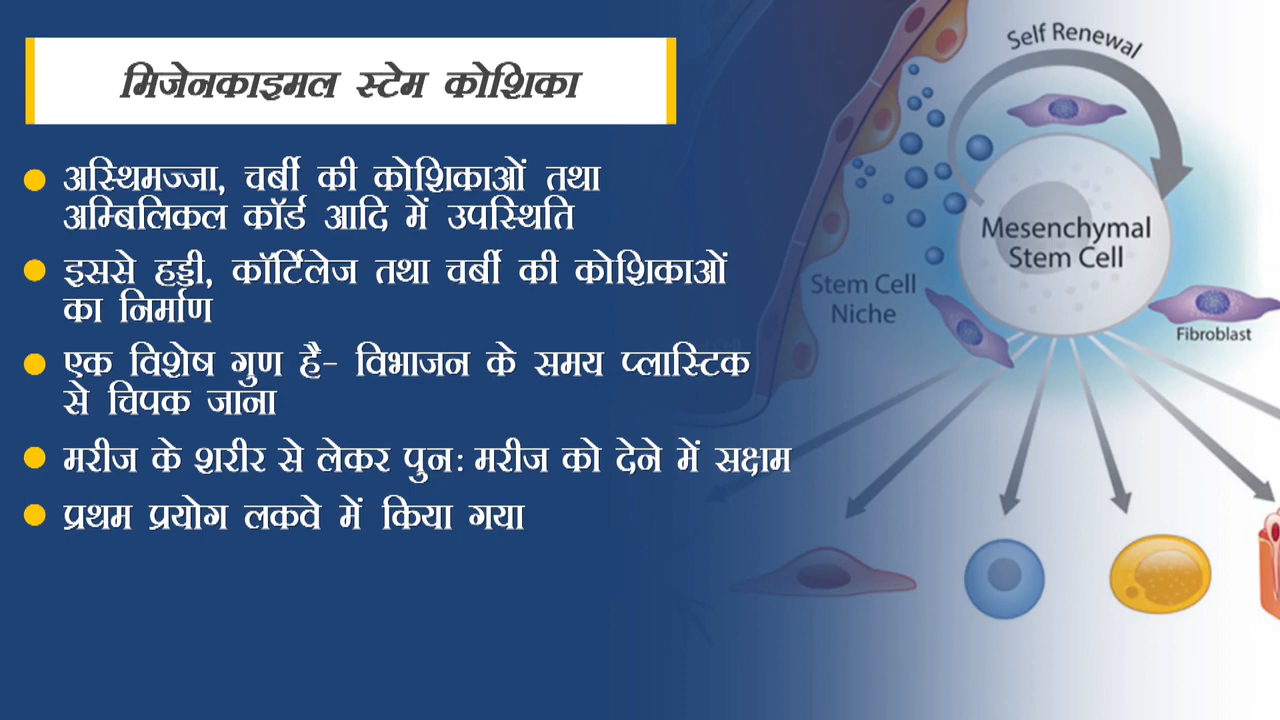 मिजेनकाइमल स्टेम कोशिका
अस्थिमज्जा, चर्बी की कोशिकाओं तथा
अम्बिलिकल कॉर्ड आदि में उपस्थिति
इससे हड्डी, कॉर्टिलेज तथा चर्बी की कोशिकाओं
का निर्माण
एक विशेष गुण है- विभाजन के समय प्लास्टिक
से चिपक जाना
मरीज के शरीर से लेकर पुनः मरीज को देने में सक्षम
प्रथम प्रयोग लकवे में किया गया
Self Renewal
Mesenchymal
Stem Cell
Stem Cell
Niche
Fibroblast